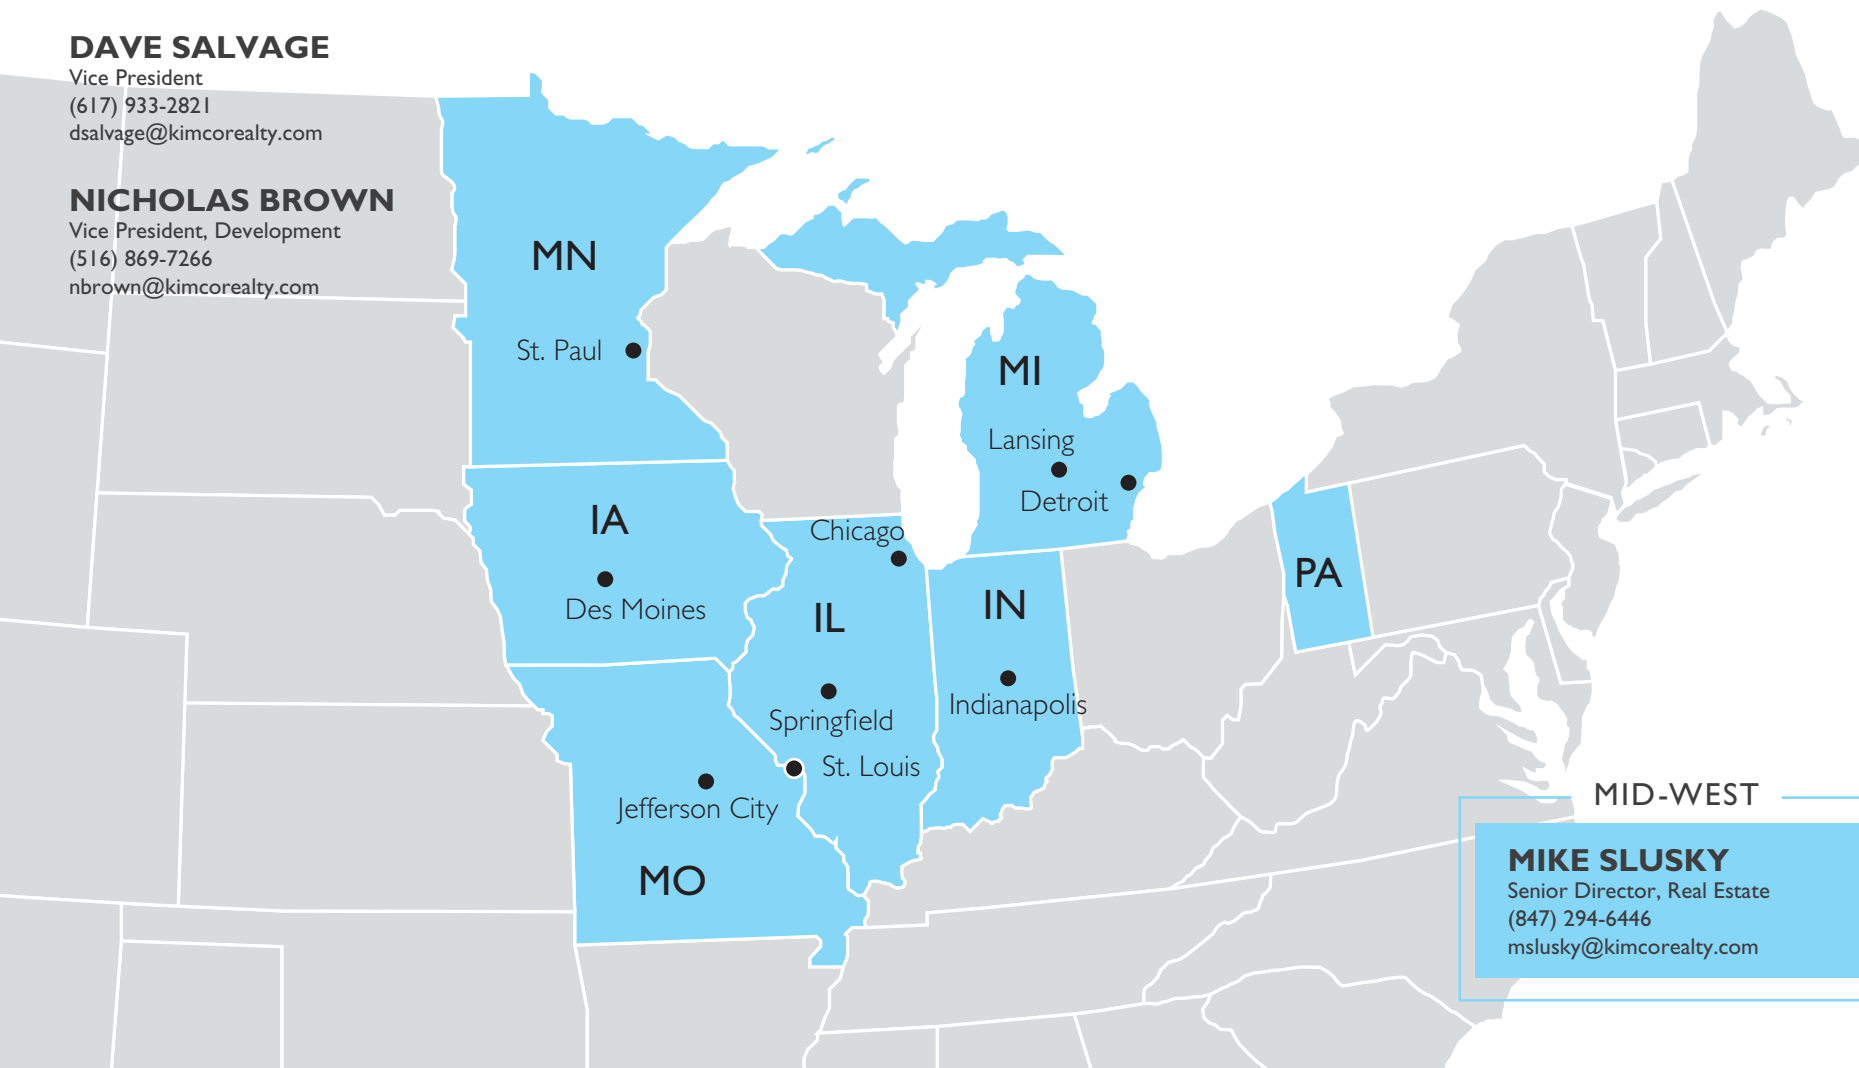 DAVE SALVAGE
Vice President
(617) 933-2821
dsalvage@kimcorealty.com
NICHOLAS BROWN
Vice President, Development
(516) 869-7266
nbrown@kimcorealty.com
MN
St. Paul
MI
Lansing
Detroit
IA
Des Moines
Chicago
IL
Springfield
St. Louis
IN
Indianapolis
PA
Jefferson City
MO
MID-WEST
MIKE SLUSKY
Senior Director, Real Estate
(847) 294-6446
mslusky@kimcorealty.com